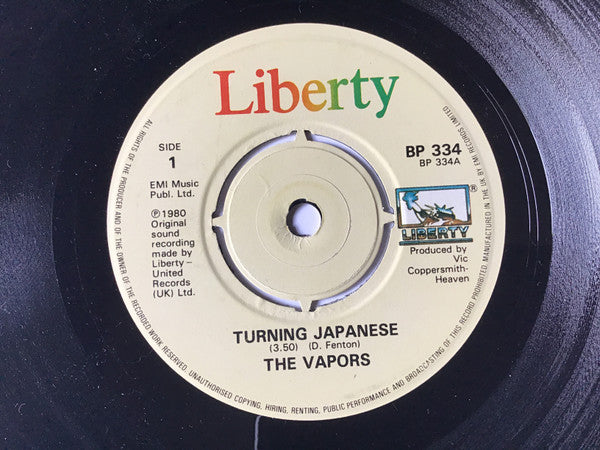 Liberty
SIDE
1
EMI Music
Publ. Ltd.
℗1980
Original
sound
recording
made by
Liberty –
United
Records
(UK) Ltd.
BP 334
BP 334A
®
LIBERTY
Produced by
Vic
Coppersmith-
Heaven
TURNING JAPANESE
(3.50) (D. Fenton)
THE VAPORS
ALL RIGHTS OF THE PRODUCER AND OF THE OWNER OF THE RECORDED WORK RESERVED. UNAUTHORISED COPYING, HIRING, RENTING, PUBLIC PERFORMANCE AND BROADCASTING OF THIS RECORD PROHIBITED. MANUFACTURED IN THE UK BY EMI RECORDS LIMITED